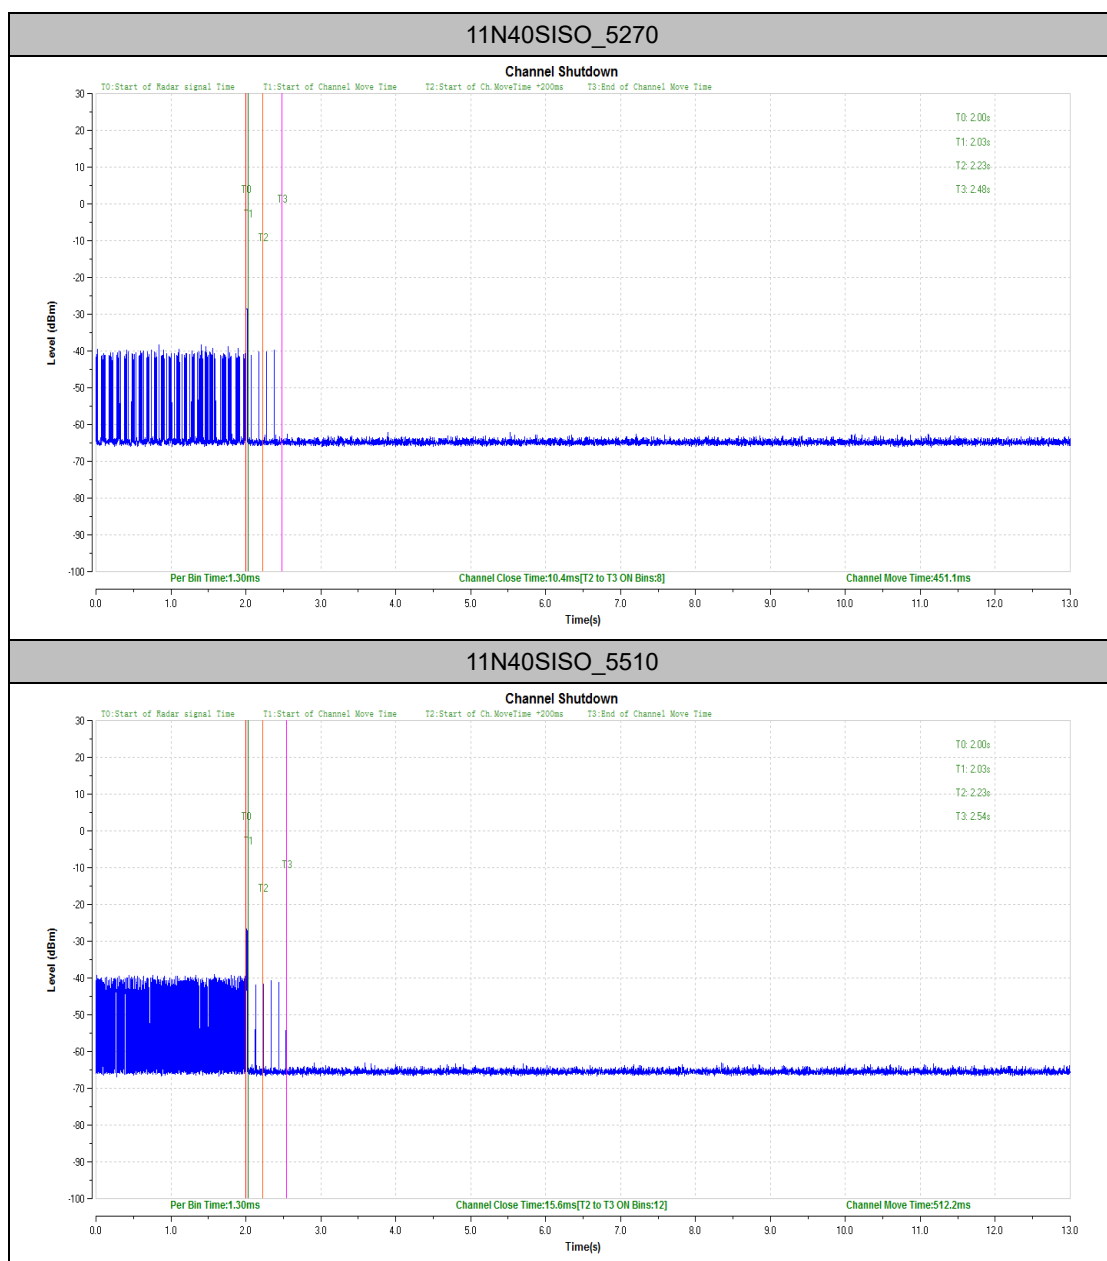 11N40SISO_5270
Channel Shutdown
T0:Start of Radar signal Time T1:Start of Channel Move Time T2:Start of Ch.MoveTime +200ms T3:End of Channel Move Time
30
20
10
0
-10
-20
-30
-40
-50
-60
-70
-80
-90
-100
Level (dBm)
T0: 2.00s
T1: 2.03s
T2: 2.23s
T3: 2.48s
T0
T3
T1
T2
Per Bin Time:1.30ms Channel Close Time:10.4ms[T2 to T3 ON Bins:8] Channel Move Time:451.1ms
0.0 1.0 2.0 3.0 4.0 5.0 6.0 7.0 8.0 9.0 10.0 11.0 12.0 13.0
Time(s)
11N40SISO_5510
Channel Shutdown
T0:Start of Radar signal Time T1:Start of Channel Move Time T2:Start of Ch.MoveTime +200ms T3:End of Channel Move Time
30
20
10
0
-10
-20
-30
-40
-50
-60
-70
-80
-90
-100
Level (dBm)
T0: 2.00s
T1: 2.03s
T2: 2.23s
T3: 2.54s
T0
T1
T3
T2
Per Bin Time:1.30ms Channel Close Time:15.6ms[T2 to T3 ON Bins:12] Channel Move Time:512.2ms
0.0 1.0 2.0 3.0 4.0 5.0 6.0 7.0 8.0 9.0 10.0 11.0 12.0 13.0
Time(s)